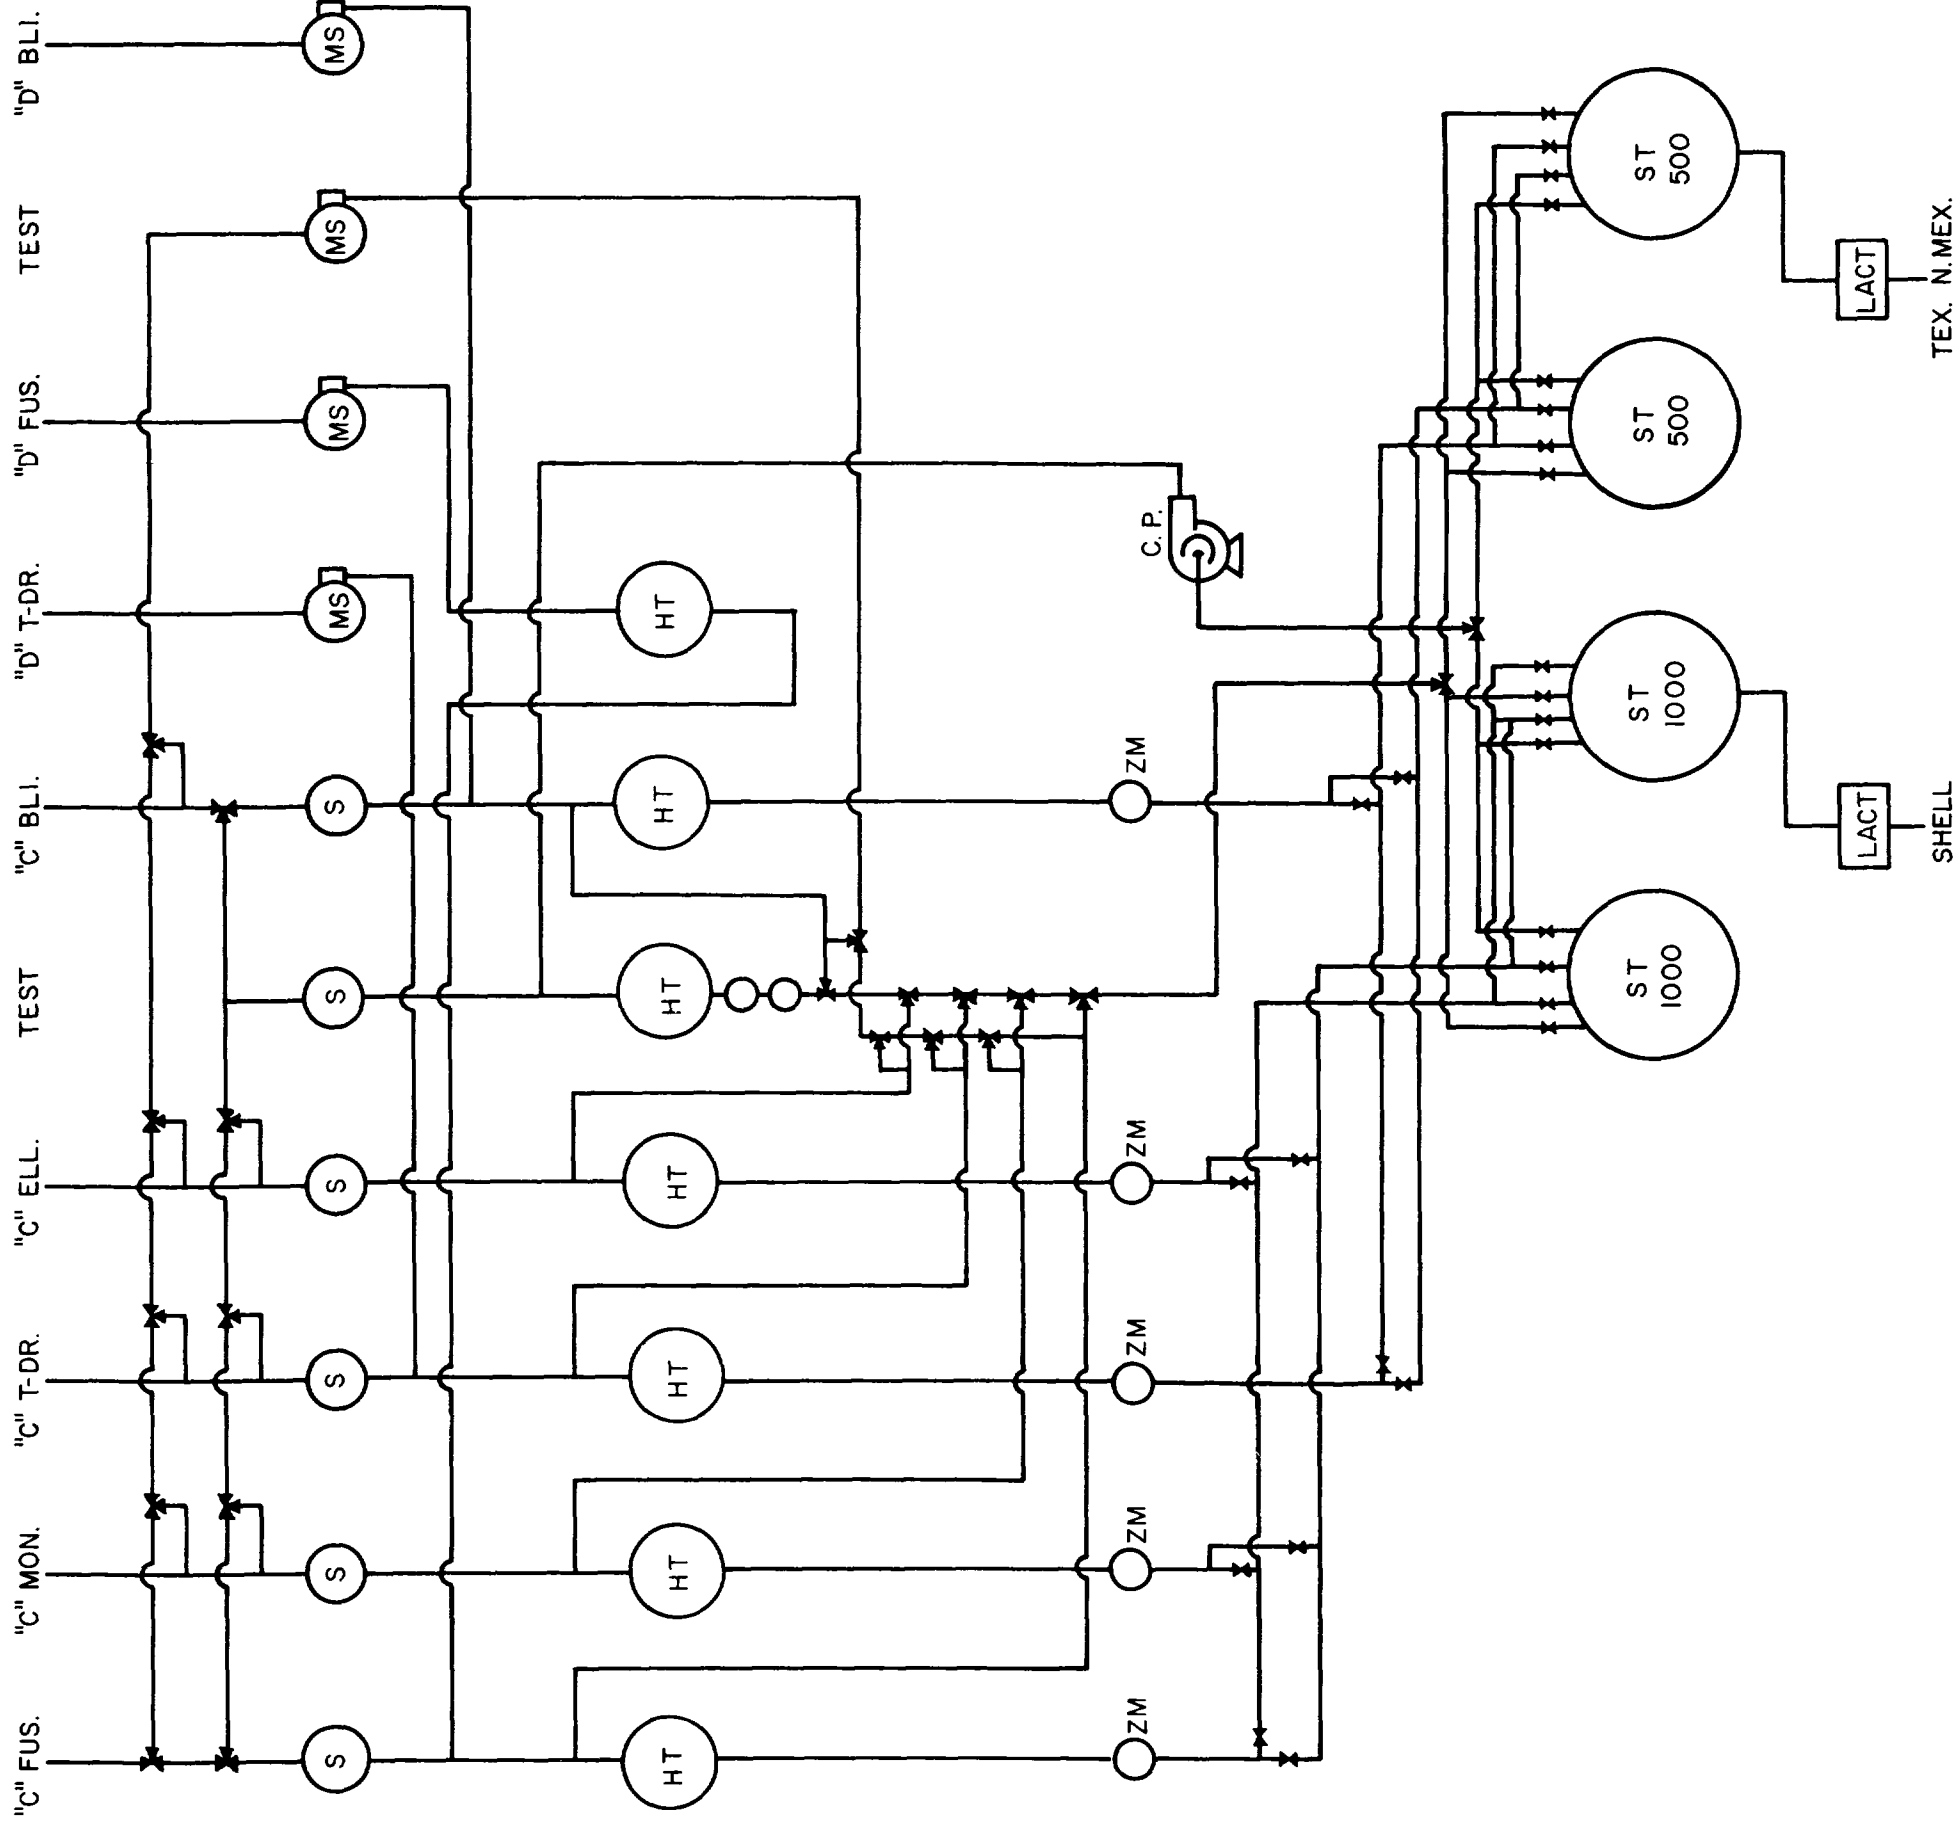 "C" FUS.
"C" MON.
"C" T-DR.
"C" ELL.
TEST
"C" BLI.
"D" T-DR.
"D" FUS.
TEST
"D" BLI.
S
S
S
S
S
S
MS
MS
MS
MS
HT
HT
HT
HT
HT
HT
HT
C. P.
ZM
ZM
ZM
ZM
ZM
ST
1000
ST
1000
ST
500
ST
500
LACT
LACT
SHELL
TEX. N.MEX.